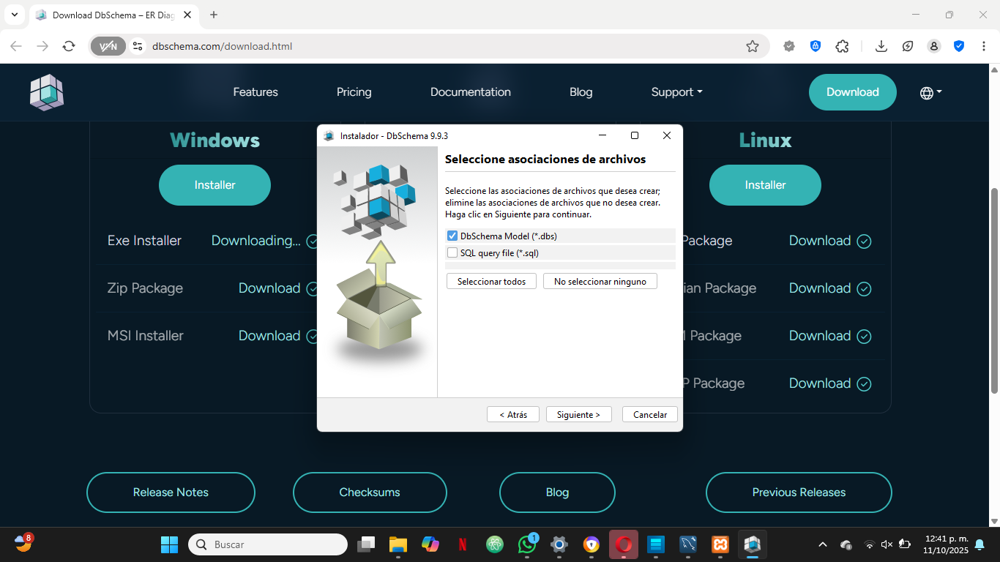 Download DbSchema – ER Diag
VPN
dbschema.com/download.html
Features
Pricing
Documentation
Blog
Support
Download
Windows
Installer
Exe Installer
Downloading...
Zip Package
Download
MSI Installer
Download
Instalador - DbSchema 9.9.3
Seleccione asociaciones de archivos
Seleccione las asociaciones de archivos que desea crear;
elimine las asociaciones de archivos que no desea crear.
Haga clic en Siguiente para continuar.
DbSchema Model (*.dbs)
SQL query file (*.sql)
Seleccionar todos
No seleccionar ninguno
< Atrás
Siguiente >
Cancelar
Linux
Installer
Package
Download
ian Package
Download
Package
Download
P Package
Download
Release Notes
Checksums
Blog
Previous Releases
8
Buscar
1
12:41 p. m.
11/10/2025